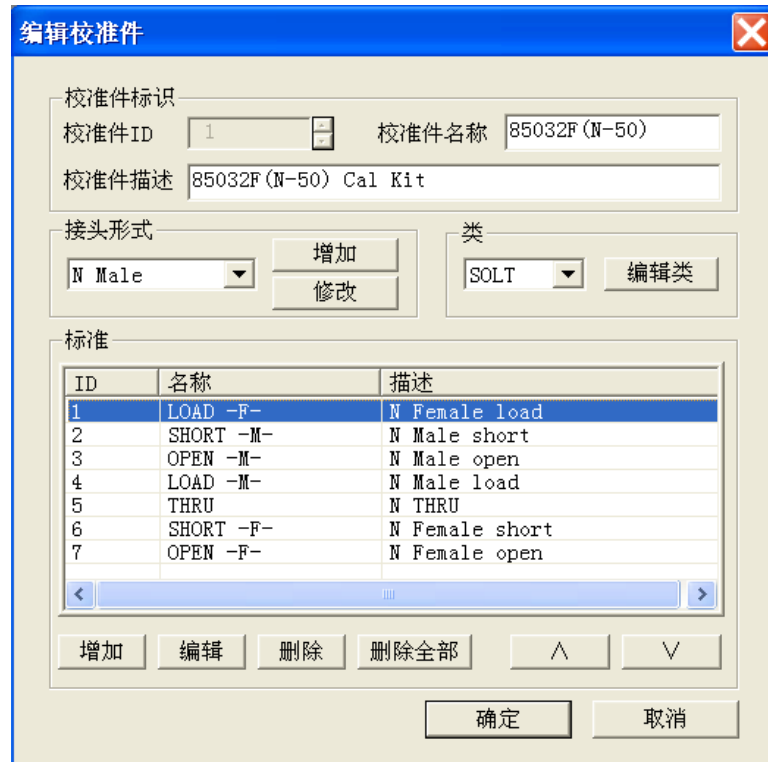 编辑校准件
校准件标识
校准件ID 1 校准件名称 85032F(N-50)
校准件描述 85032F(N-50) Cal Kit
接头形式 类
N Male 增加 SOLT 编辑类
修改
标准
ID 名称 描述
1 LOAD -F- N Female load
2 SHORT -M- N Male short
3 OPEN -M- N Male open
4 LOAD -M- N Male load
5 THRU N THRU
6 SHORT -F- N Female short
7 OPEN -F- N Female open
增加 编辑 删除 删除全部 ∧ ∨
确定 取消